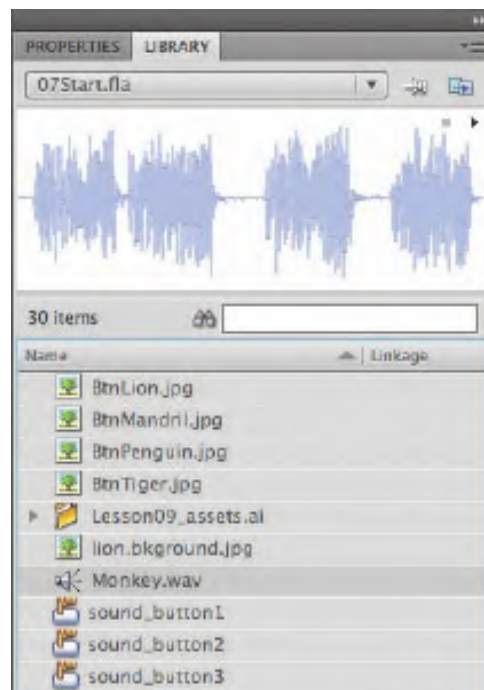 PROPERTIES LIBRARY
07Start.fla
30 items
Name Linkage
BtnLion.jpg
BtnMandril.jpg
BtnPenguin.jpg
BtnTiger.jpg
Lesson09_assets.ai
lion.bkground.jpg
Monkey.wav
sound_button1
sound_button2
sound_button3